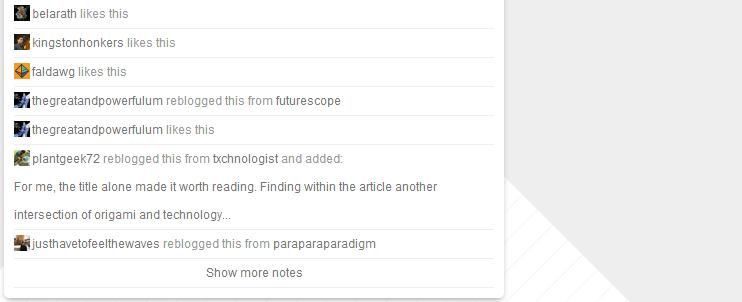 belarath likes this
kingstonhonkers likes this
faldawg likes this
thegreatandpowerfulum reblogged this from futurescope
thegreatandpowerfulum likes this
plantgeek72 reblogged this from txchnologist and added:
For me, the title alone made it worth reading. Finding within the article another
intersection of origami and technology...
justhavetofeelthewaves reblogged this from paraparaparadigm
Show more notes